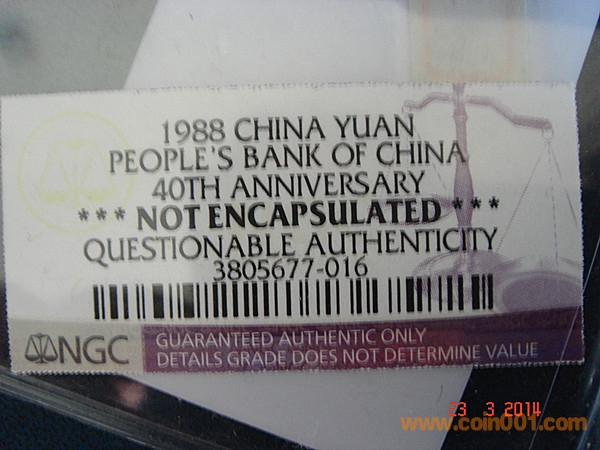 1988 CHINA YUAN
PEOPLE'S BANK OF CHINA
40TH ANNIVERSARY
*** NOT ENCAPSULATED ***
QUESTIONABLE AUTHENTICITY
3805677-016
NGC
GUARANTEED AUTHENTIC ONLY
DETAILS GRADE DOES NOT DETERMINE VALUE
23 3 2014
www.coin001.com